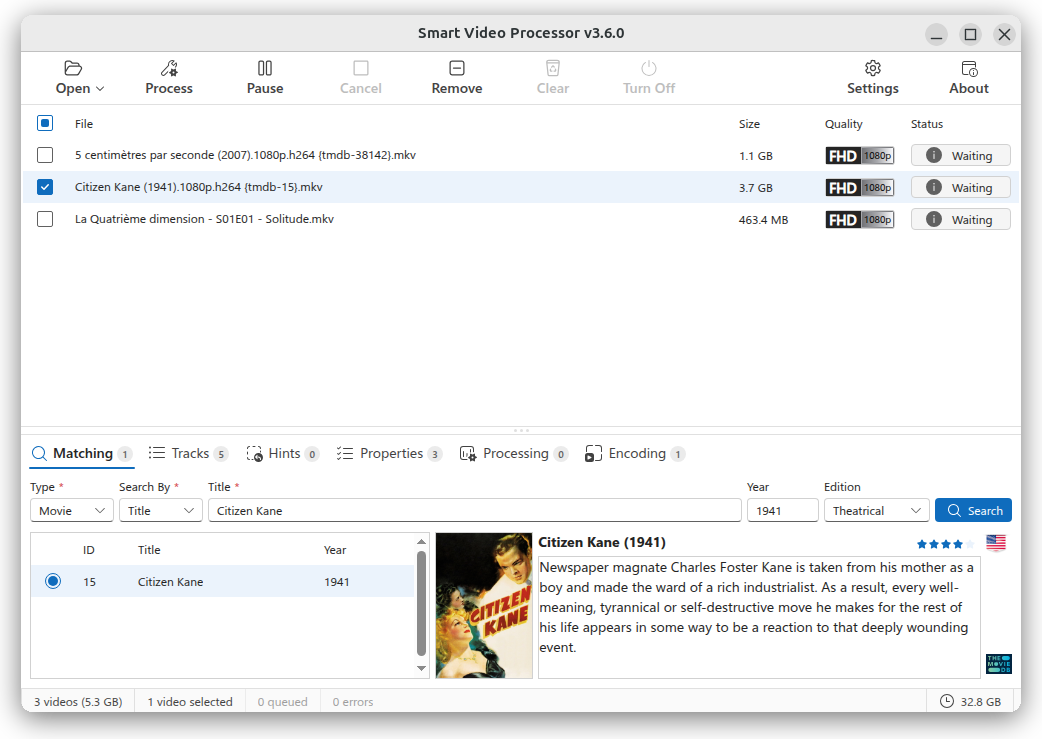 Smart Video Processor v3.6.0
Open Process Pause Cancel Remove Clear Turn Off Settings About
File Size Quality Status
5 centimètres par seconde (2007).1080p.h264 {tmdb-38142}.mkv 1.1 GB FHD 1080p Waiting
Citizen Kane (1941).1080p.h264 {tmdb-15}.mkv 3.7 GB FHD 1080p Waiting
La Quatrième dimension - S01E01 - Solitude.mkv 463.4 MB FHD 1080p Waiting
Matching 1 Tracks 5 Hints 0 Properties 3 Processing 0 Encoding 1
Type * Search By * Title * Year Edition
Movie Title Citizen Kane 1941 Theatrical Search
ID Title Year
15 Citizen Kane 1941
CITIZEN
KANE
Citizen Kane (1941)
Newspaper magnate Charles Foster Kane is taken from his mother as a
boy and made the ward of a rich industrialist. As a result, every well-
meaning, tyrannical or self-destructive move he makes for the rest of
his life appears in some way to be a reaction to that deeply wounding
event.
THE
MOVIE
DB
3 videos (5.3 GB) 1 video selected 0 queued 0 errors 32.8 GB